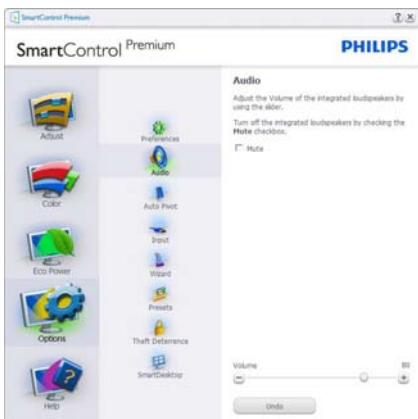 SmartControl Premium
SmartControl Premium
PHILIPS
Adjust
Color
Eco Power
Options
Help
Preferences
Audio
Auto Pivot
Input
Wizard
Presets
Theft Deterrence
SmartDesktop
Audio
Adjust the Volume of the integrated loudspeakers by
using the slider.
Turn off the integrated loudspeakers by checking the
Mute checkbox.
Mute
Volume
Undo